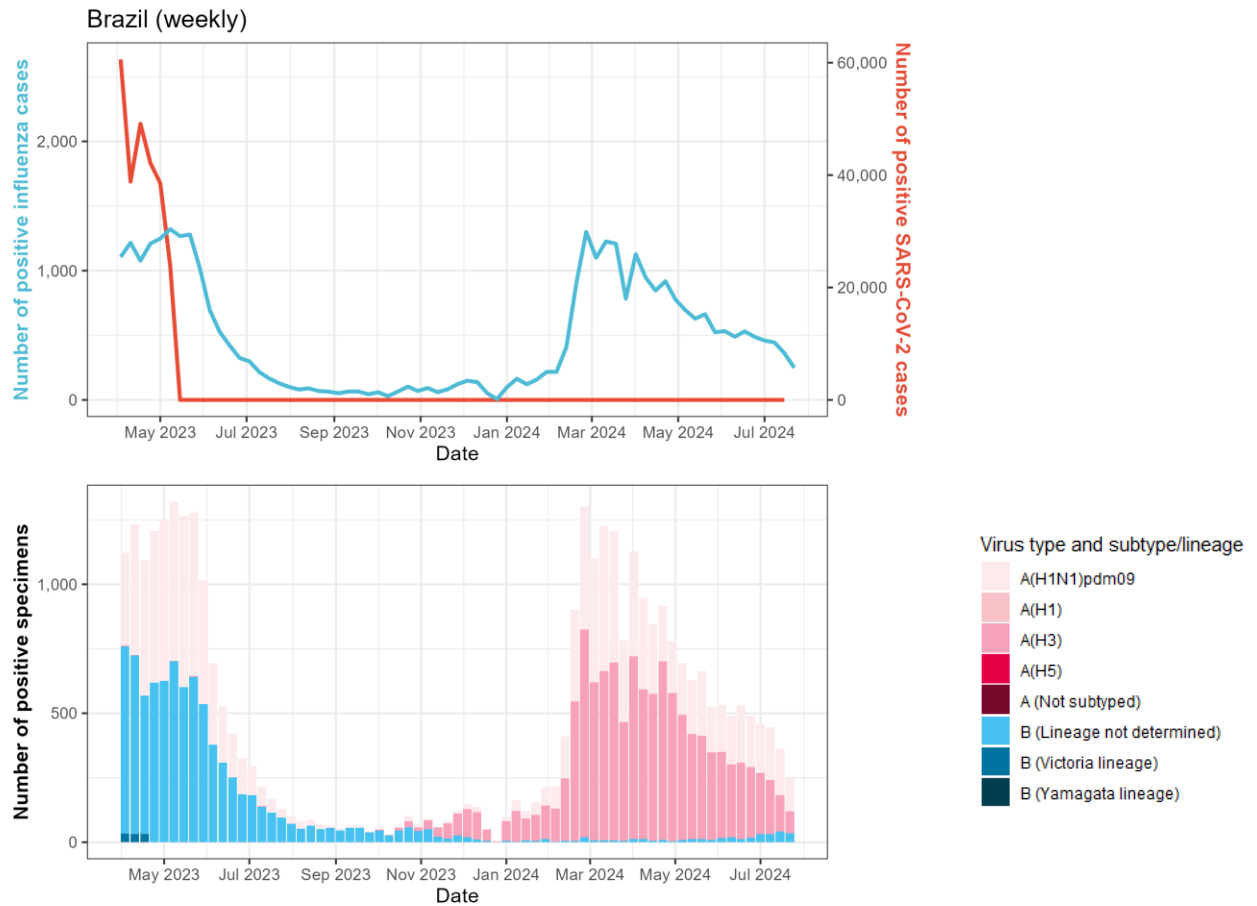 Brazil (weekly)
Number of positive influenza cases
2,000
1,000
0
60,000
40,000
20,000
0
Number of positive SARS-CoV-2 cases
May 2023 Jul 2023 Sep 2023 Nov 2023 Jan 2024 Mar 2024 May 2024 Jul 2024
Date
Number of positive specimens
1,000
500
0
May 2023 Jul 2023 Sep 2023 Nov 2023 Jan 2024 Mar 2024 May 2024 Jul 2024
Date
Virus type and subtype/lineage
A(H1N1)pdm09
A(H1)
A(H3)
A(H5)
A (Not subtyped)
B (Lineage not determined)
B (Victoria lineage)
B (Yamagata lineage)